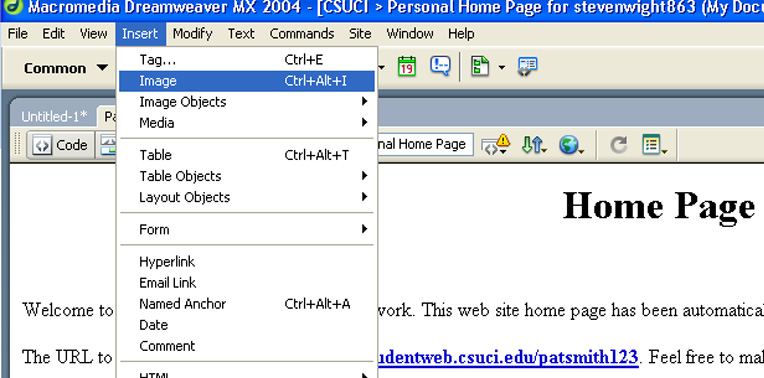 Macromedia Dreamweaver MX 2004 - [CSUCI > Personal Home Page for stevenwight863 (My Docu
File Edit View Insert Modify Text Commands Site Window Help
Common
Tag... Ctrl+E
Image Ctrl+Alt+I
Image Objects
Media
Table Ctrl+Alt+T
Table Objects
Layout Objects
Form
Hyperlink
Email Link
Named Anchor Ctrl+Alt+A
Date
Comment
HTML
Untitled-1* Pa
Code nal Home Page
Home Page
Welcome to work. This web site home page has been automatica
The URL to udentweb.csuci.edu/patsmith123. Feel free to mal